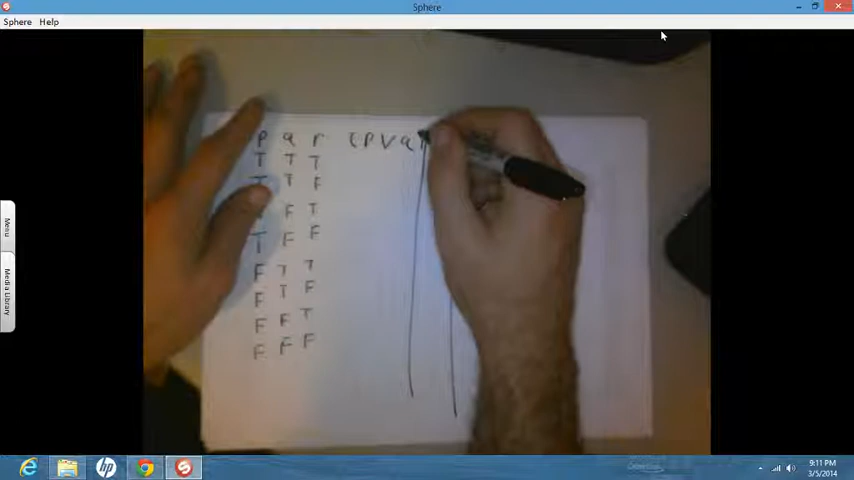 Sphere
Sphere Help
P q r (P V q
T T T
T F
F T
T F F
F T T
F T F
F F T
F F F
Menu
Media Library
9:11 PM
3/5/2014